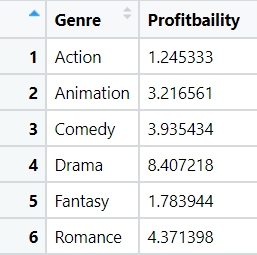 Genre Profitbaility
1 Action 1.245333
2 Animation 3.216561
3 Comedy 3.935434
4 Drama 8.407218
5 Fantasy 1.783944
6 Romance 4.371398